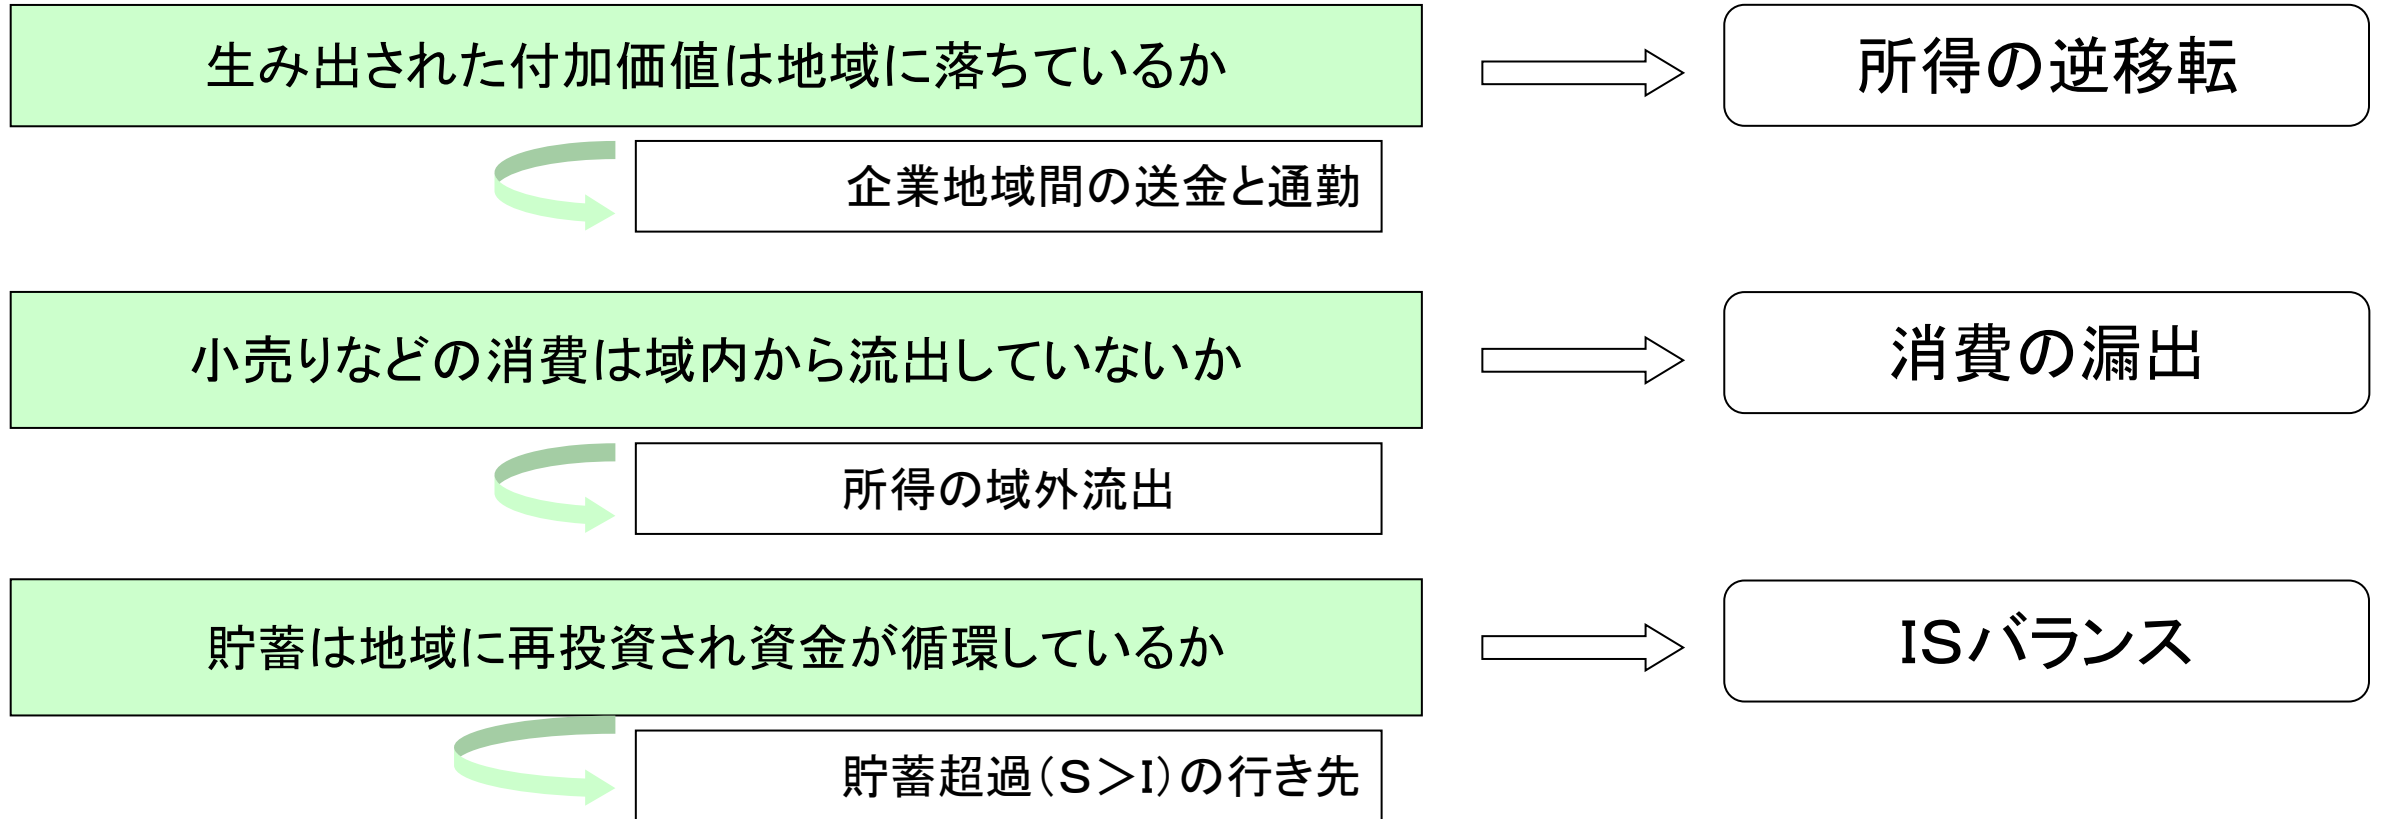 生み出された付加価値は地域に落ちているか
所得の逆移転
企業地域間の送金と通勤
小売りなどの消費は域内から流出していないか
消費の漏出
所得の域外流出
貯蓄は地域に再投資され資金が循環しているか
ISバランス
貯蓄超過(S＞I)の行き先